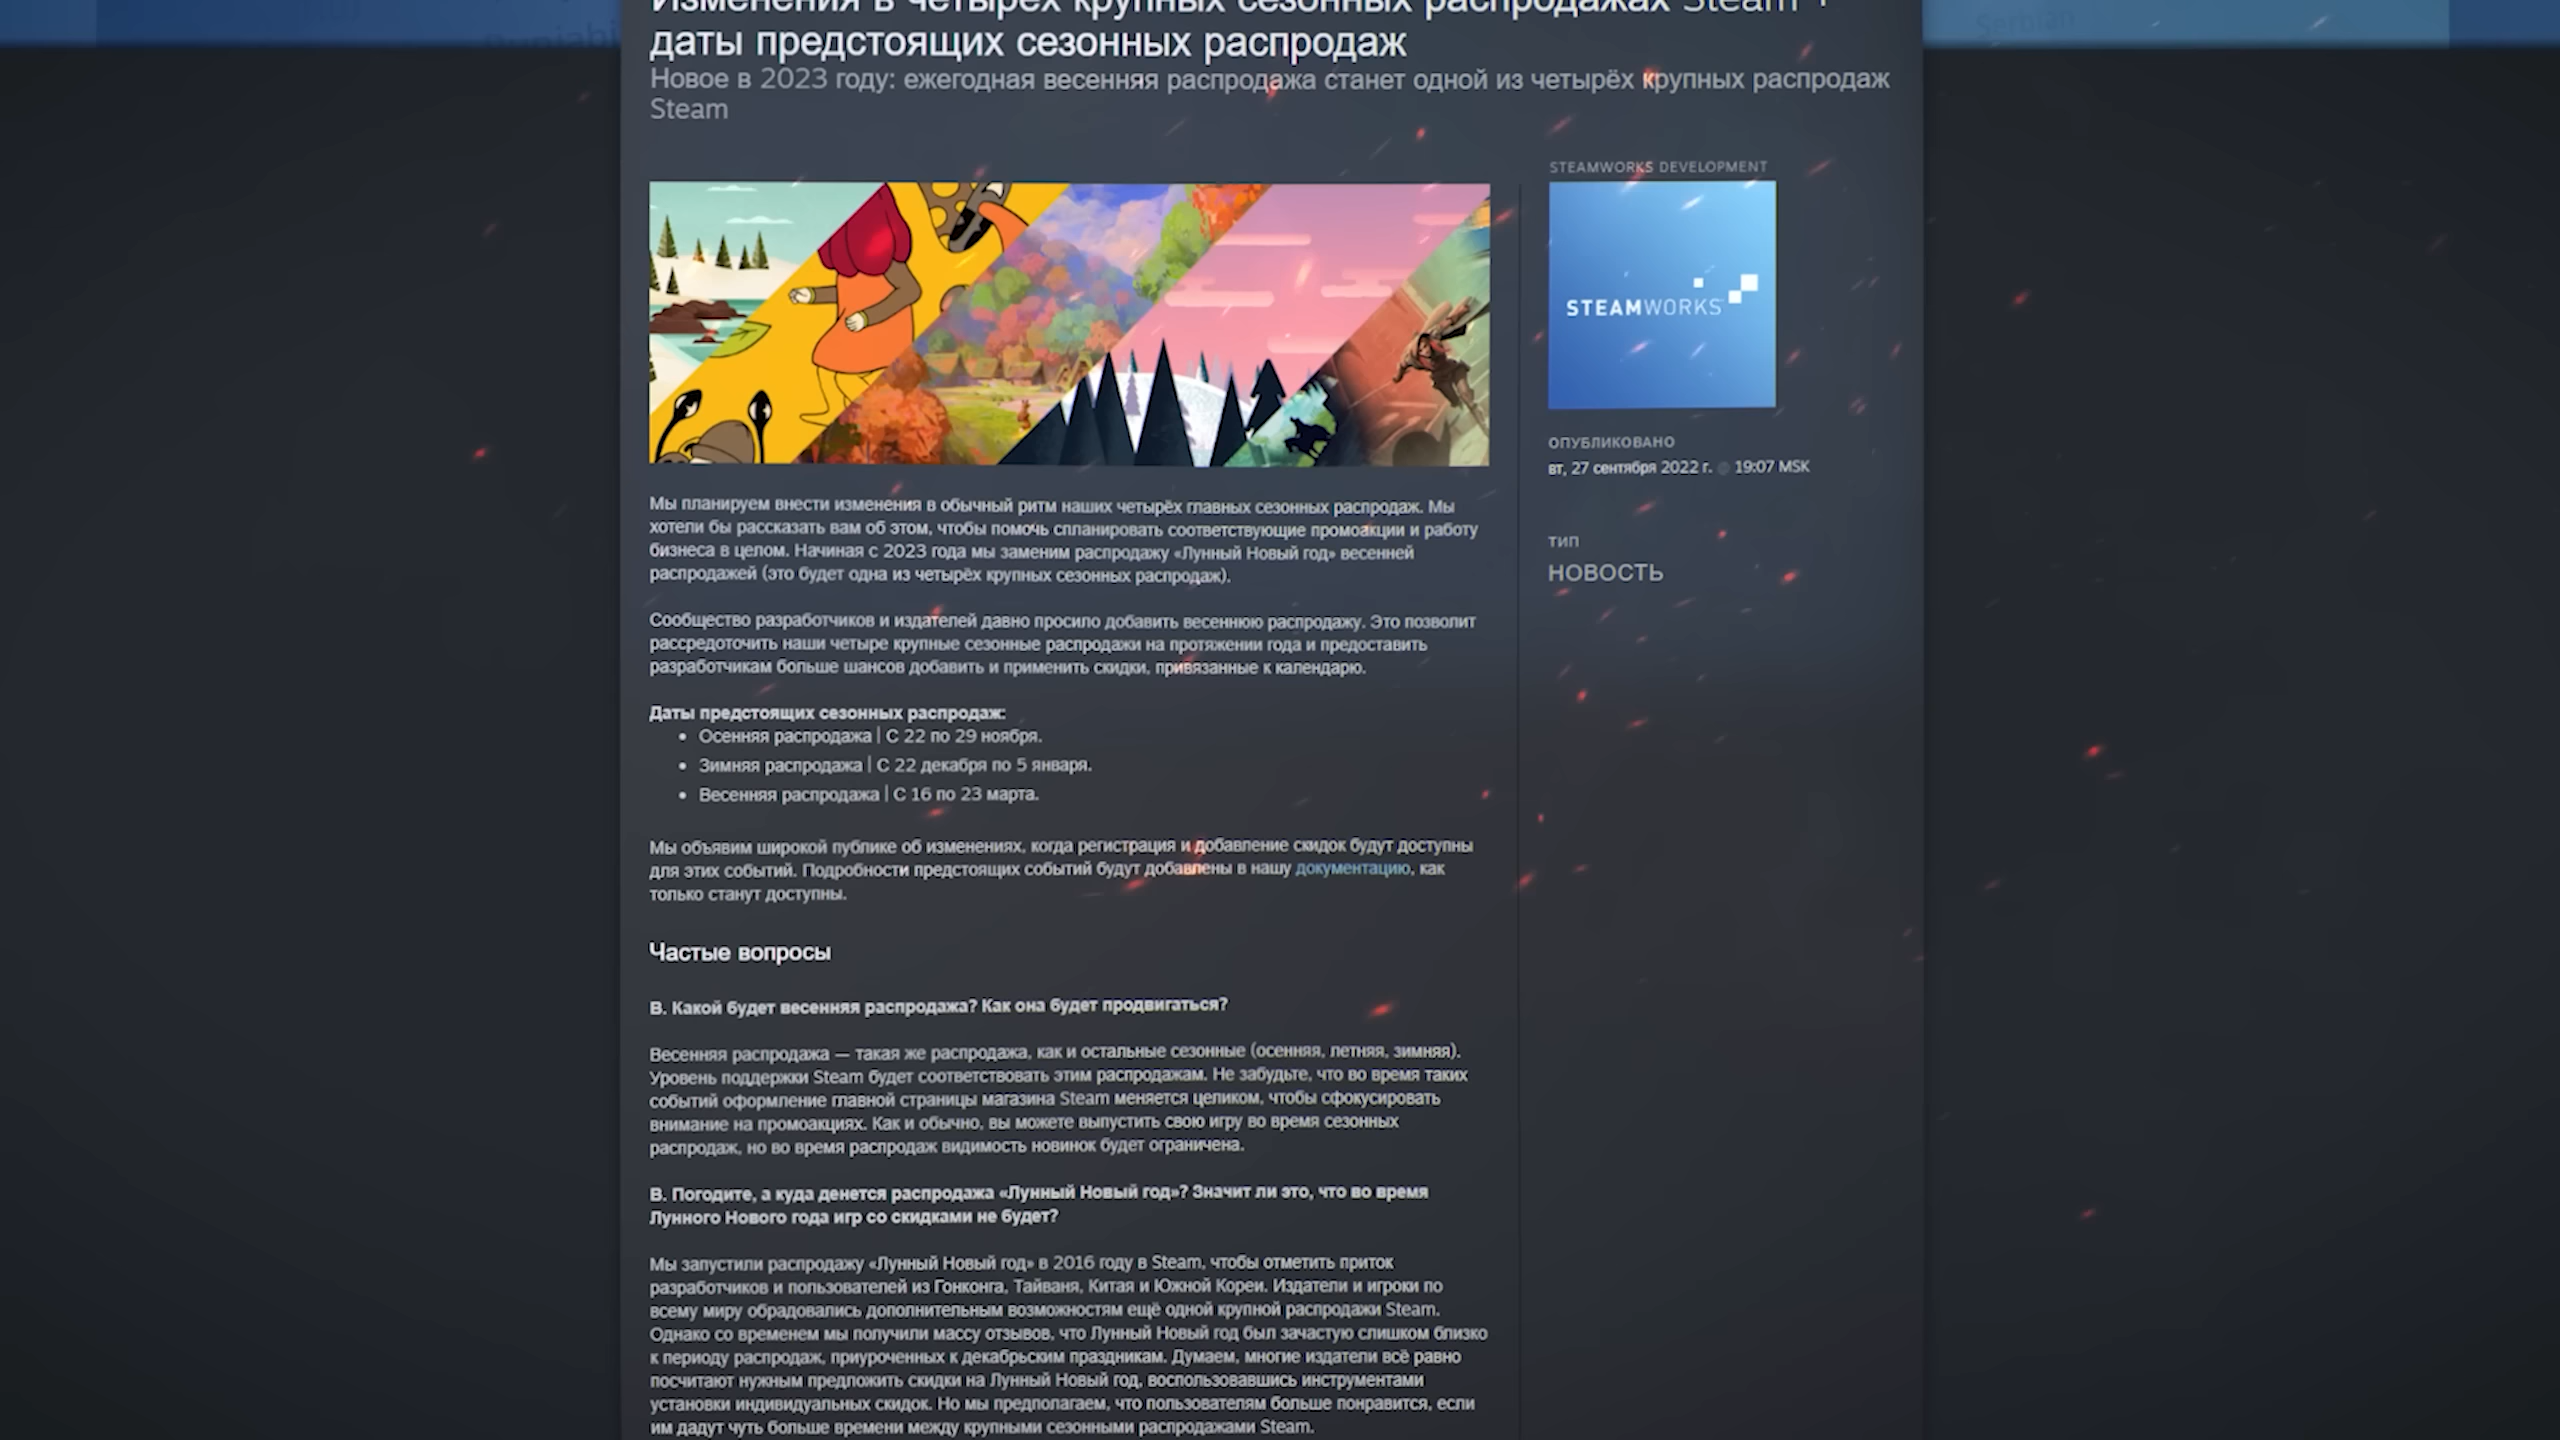 Изменения в четырёх крупных сезонных распродажах Steam +
даты предстоящих сезонных распродаж
Новое в 2023 году: ежегодная весенняя распродажа станет одной из четырёх крупных распродаж
Steam
STEAMWORKS DEVELOPMENT
STEAMWORKS
ОПУБЛИКОВАНО
вт, 27 сентября 2022 г. @ 19:07 MSK
ТИП
НОВОСТЬ
Мы планируем внести изменения в обычный ритм наших четырёх главных сезонных распродаж. Мы
хотели бы рассказать вам об этом, чтобы помочь спланировать соответствующие промоакции и работу
бизнеса в целом. Начиная с 2023 года мы заменим распродажу «Лунный Новый год» весенней
распродажей (это будет одна из четырёх крупных сезонных распродаж).
Сообщество разработчиков и издателей давно просило добавить весеннюю распродажу. Это позволит
рассредоточить наши четыре крупные сезонные распродажи на протяжении года и предоставить
разработчикам больше шансов добавить и применить скидки, привязанные к календарю.
Даты предстоящих сезонных распродаж:
• Осенняя распродажа | С 22 по 29 ноября.
• Зимняя распродажа | С 22 декабря по 5 января.
• Весенняя распродажа | С 16 по 23 марта.
Мы объявим широкой публике об изменениях, когда регистрация и добавление скидок будут доступны
для этих событий. Подробности предстоящих событий будут добавлены в нашу документацию, как
только станут доступны.
Частые вопросы
В. Какой будет весенняя распродажа? Как она будет продвигаться?
Весенняя распродажа — такая же распродажа, как и остальные сезонные (осенняя, летняя, зимняя).
Уровень поддержки Steam будет соответствовать этим распродажам. Не забудьте, что во время таких
событий оформление главной страницы магазина Steam меняется целиком, чтобы сфокусировать
внимание на промоакциях. Как и обычно, вы можете выпустить свою игру во время сезонных
распродаж, но во время распродаж видимость новинок будет ограничена.
В. Погодите, а куда денется распродажа «Лунный Новый год»? Значит ли это, что во время
Лунного Нового года игр со скидками не будет?
Мы запустили распродажу «Лунный Новый год» в 2016 году в Steam, чтобы отметить приток
разработчиков и пользователей из Гонконга, Тайваня, Китая и Южной Кореи. Издатели и игроки по
всему миру обрадовались дополнительным возможностям ещё одной крупной распродажи Steam.
Однако со временем мы получили массу отзывов, что Лунный Новый год был зачастую слишком близко
к периоду распродаж, приуроченных к декабрьским праздникам. Думаем, многие издатели всё равно
посчитают нужным предложить скидки на Лунный Новый год, воспользовавшись инструментами
установки индивидуальных скидок. Но мы предполагаем, что пользователям больше понравится, если
им дадут чуть больше времени между крупными сезонными распродажами Steam.